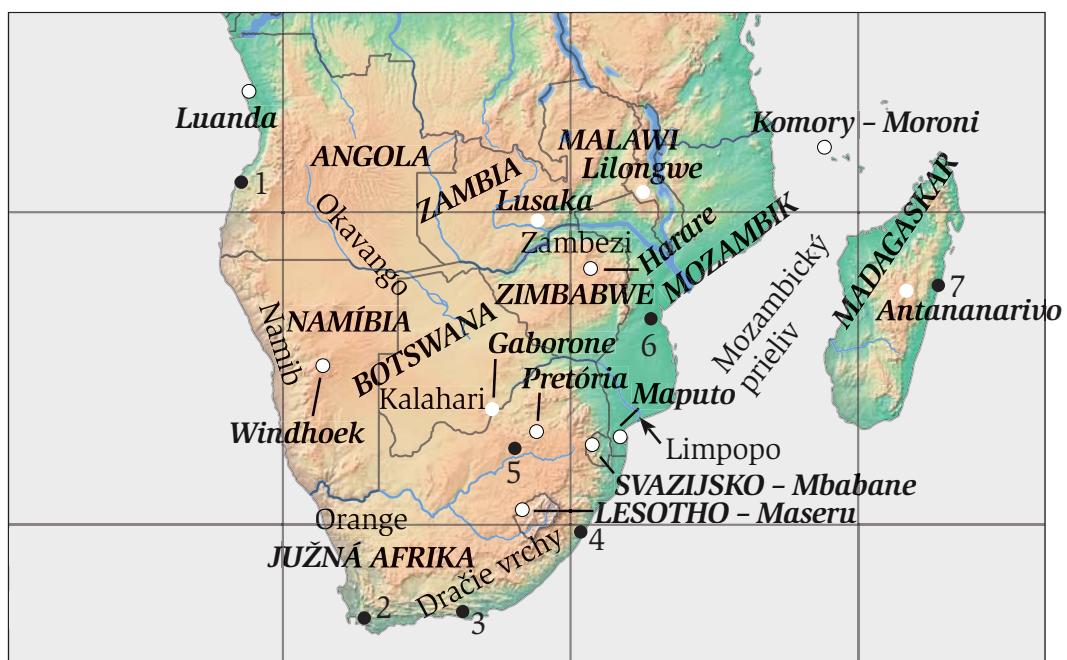 Luanda
Komory – Moroni
MALAWI
ANGOLA
Lilongwe
ZAMBIA
1
Lusaka
MADAGASKAR
Okavango
Zambezi
Harare
MOZAMBIK
Mozambický
prieliv
7
ZIMBABWE
Antananarivo
Namib
NAMÍBIA
BOTSWANA
Gaborone
6
Pretória
Kalahari
Maputo
Windhoek
Limpopo
5
SVAZIJSKO – Mbabane
LESOTHO – Maseru
Orange
4
JUŽNÁ AFRIKA
Dračie vrchy
2
3